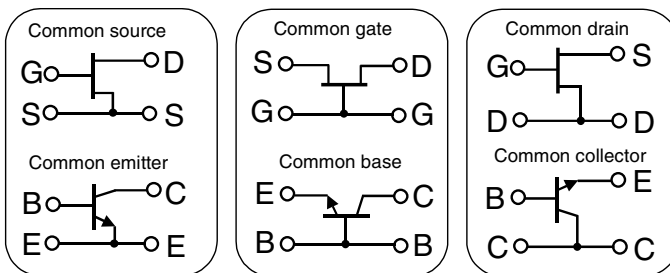 Common source
G D
S S
Common emitter
B C
E E
Common gate
S D
G G
Common base
E C
B B
Common drain
G S
D D
Common collector
B E
C C